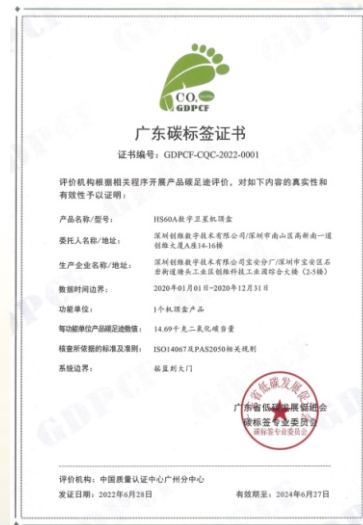 CO₂
GDPCF
广东碳标签证书
证书编号：GDPCF-CQC-2022-0001
评价机构根据相关程序开展产品碳足迹评价，对如下内容的真实性和
有效性予以证明：
产品名称/型号： HS60A数字卫星机顶盒
委托人名称/地址： 深圳创维数字技术有限公司/深圳市南山区高新南一道
创维大厦A座14-16楼
生产企业名称/地址： 深圳创维数字技术有限公司宝安分厂/深圳市宝安区石
岩街道塘头工业区创维科技工业园综合大楼（2-5楼）
数据时间边界： 2020年01月01日-2020年12月31日
功能单位： 1个机顶盒产品
每功能单位产品碳足迹数值： 14.69千克二氧化碳当量
核查所依据的标准及准则： ISO14067及PAS2050相关规则
系统边界： 摇篮到大门
广东省低碳发展促进会
碳标签专业委员会
评价机构：中国质量认证中心广州分中心
发证日期：2022年6月28日 有效期至：2024年6月27日